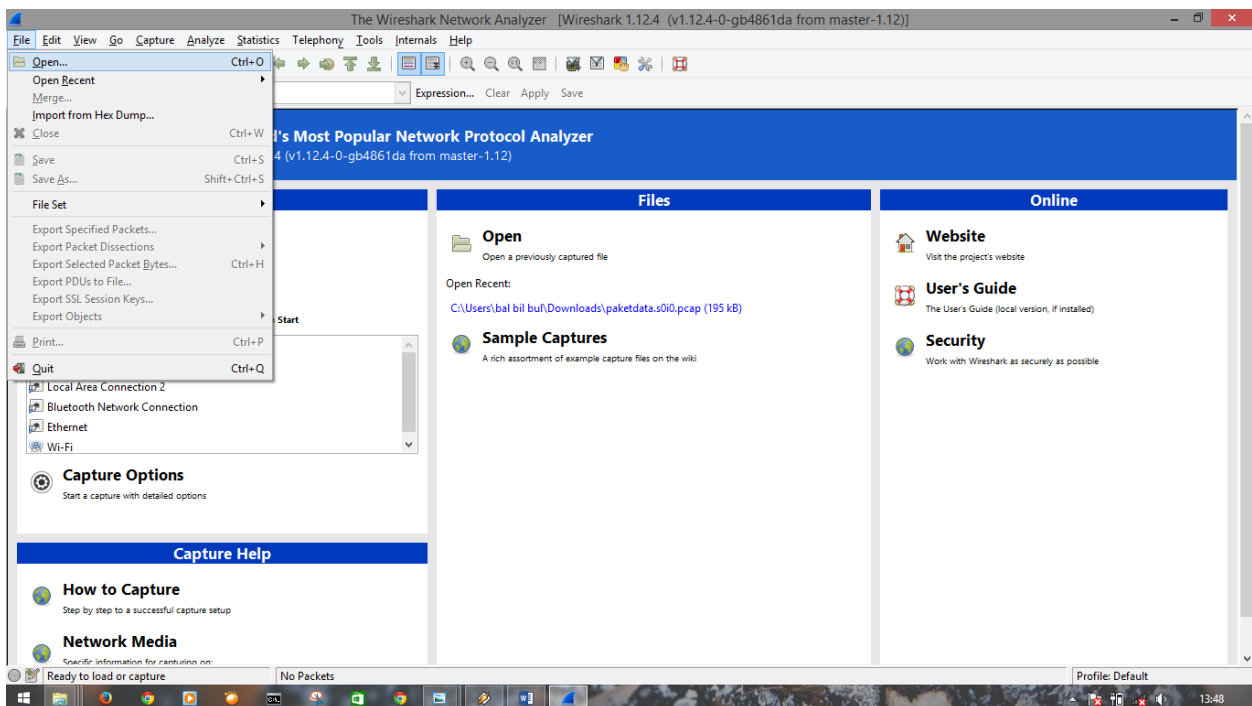 The Wireshark Network Analyzer [Wireshark 1.12.4 (v1.12.4-0-gb4861da from master-1.12)]
File Edit View Go Capture Analyze Statistics Telephony Tools Internals Help
Open... Ctrl+O
Open Recent
Merge...
Import from Hex Dump...
Close Ctrl+W
Save Ctrl+S
Save As... Shift+Ctrl+S
File Set
Export Specified Packets...
Export Packet Dissections
Export Selected Packet Bytes... Ctrl+H
Export PDUs to File...
Export SSL Session Keys...
Export Objects
Print... Ctrl+P
Quit Ctrl+Q
Expression... Clear Apply Save
's Most Popular Network Protocol Analyzer
4 (v1.12.4-0-gb4861da from master-1.12)
Start
Local Area Connection 2
Bluetooth Network Connection
Ethernet
Wi-Fi
Capture Options
Start a capture with detailed options
Capture Help
How to Capture
Step by step to a successful capture setup
Network Media
Specific information for capturing on:
Files
Open
Open a previously captured file
Open Recent:
C:\Users\bal bil bul\Downloads\paketdata.s0i0.pcap (195 kB)
Sample Captures
A rich assortment of example capture files on the wiki
Online
Website
Visit the project's website
User's Guide
The User's Guide (local version, if installed)
Security
Work with Wireshark as securely as possible
Ready to load or capture
No Packets
Profile: Default
13:48